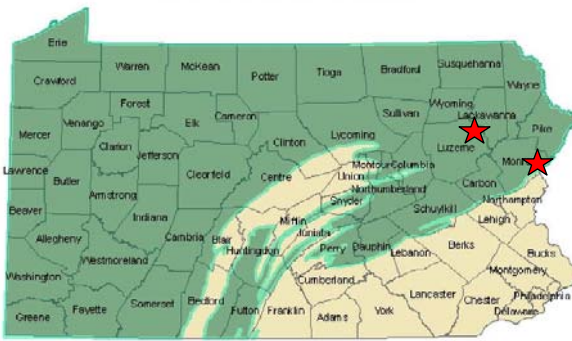 Erie
Warren
McKean
Susquehanna
Crawford
Potter
Tioga
Bradford
Wayne
Forest
Wyoming
Lackawanna
Venango
Elk
Cameron
Sullivan
Mercer
Clarion
Clinton
Lycoming
Luzerne
Pike
Jefferson
Lawrence
Butler
Clearfield
Centre
Union
Montour
Columbia
Carbon
Armstrong
Northumberland
Northampton
Beaver
Snyder
Schuylkill
Lehigh
Indiana
Mifflin
Allegheny
Cambria
Blair
Juniata
Berks
Westmoreland
Huntingdon
Perry
Dauphin
Lebanon
Bucks
Washington
Cumberland
Montgomery
Somerset
Bedford
Lancaster
Philadelphia
Greene
Fayette
Fulton
Franklin
Adams
York
Chester
Delaware